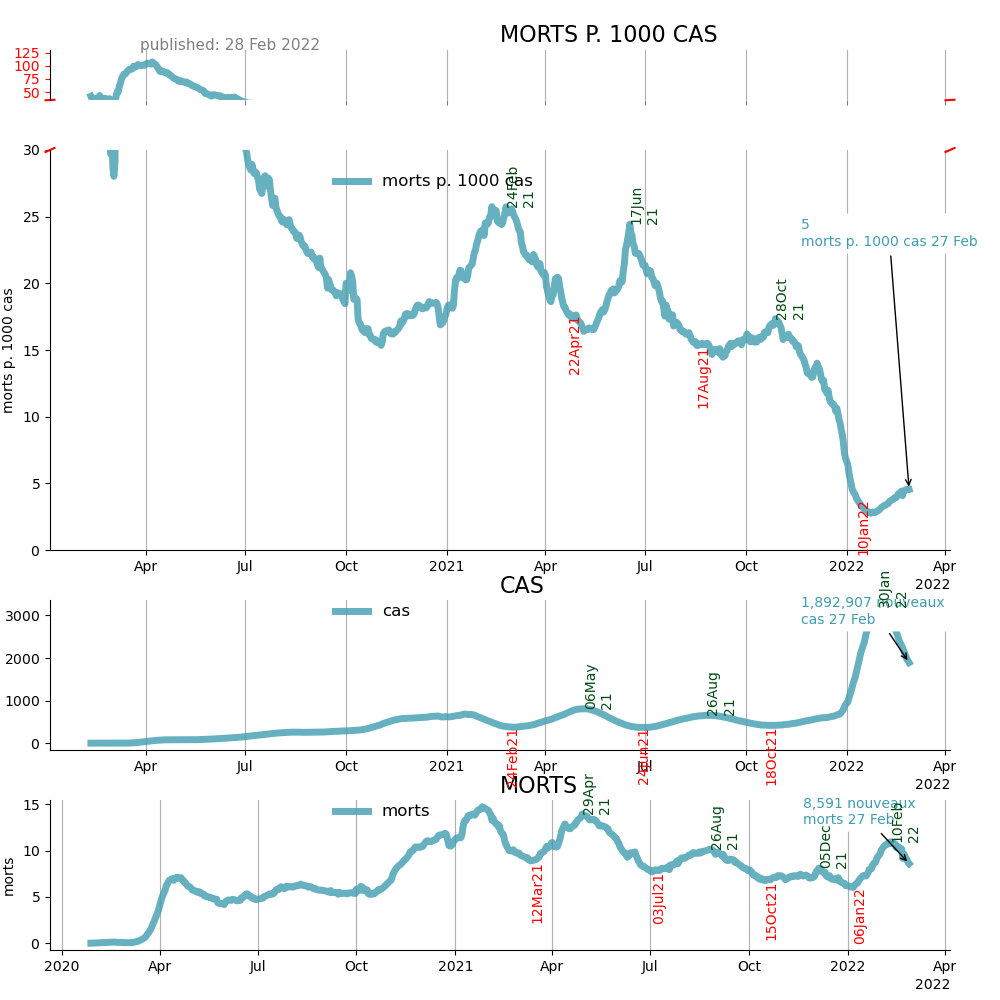 MORTS P. 1000 CAS
published: 28 Feb 2022
125
100
75
50
30
25
20
15
10
5
0
morts p. 1000 cas
morts p. 1000 cas
24Feb
21
17Jun
21
28Oct
21
22Apr21
17Aug21
10Jan22
5
morts p. 1000 cas 27 Feb
Apr
Jul
Oct
2021
Apr
Jul
Oct
2022
Apr
2022
CAS
3000
2000
1000
0
cas
06May
21
26Aug
21
30Jan
22
1,892,907 nouveaux
cas 27 Feb
18Oct21
Apr
Jul
Oct
2021
Apr
Jul
Oct
2022
Apr
2022
MORTS
15
10
5
0
morts
morts
29Apr
21
26Aug
21
05Dec
21
10Feb
22
8,591 nouveaux
morts 27 Feb
12Mar21
03Jul21
15Oct21
06Jan22
2020
Apr
Jul
Oct
2021
Apr
Jul
Oct
2022
Apr
2022